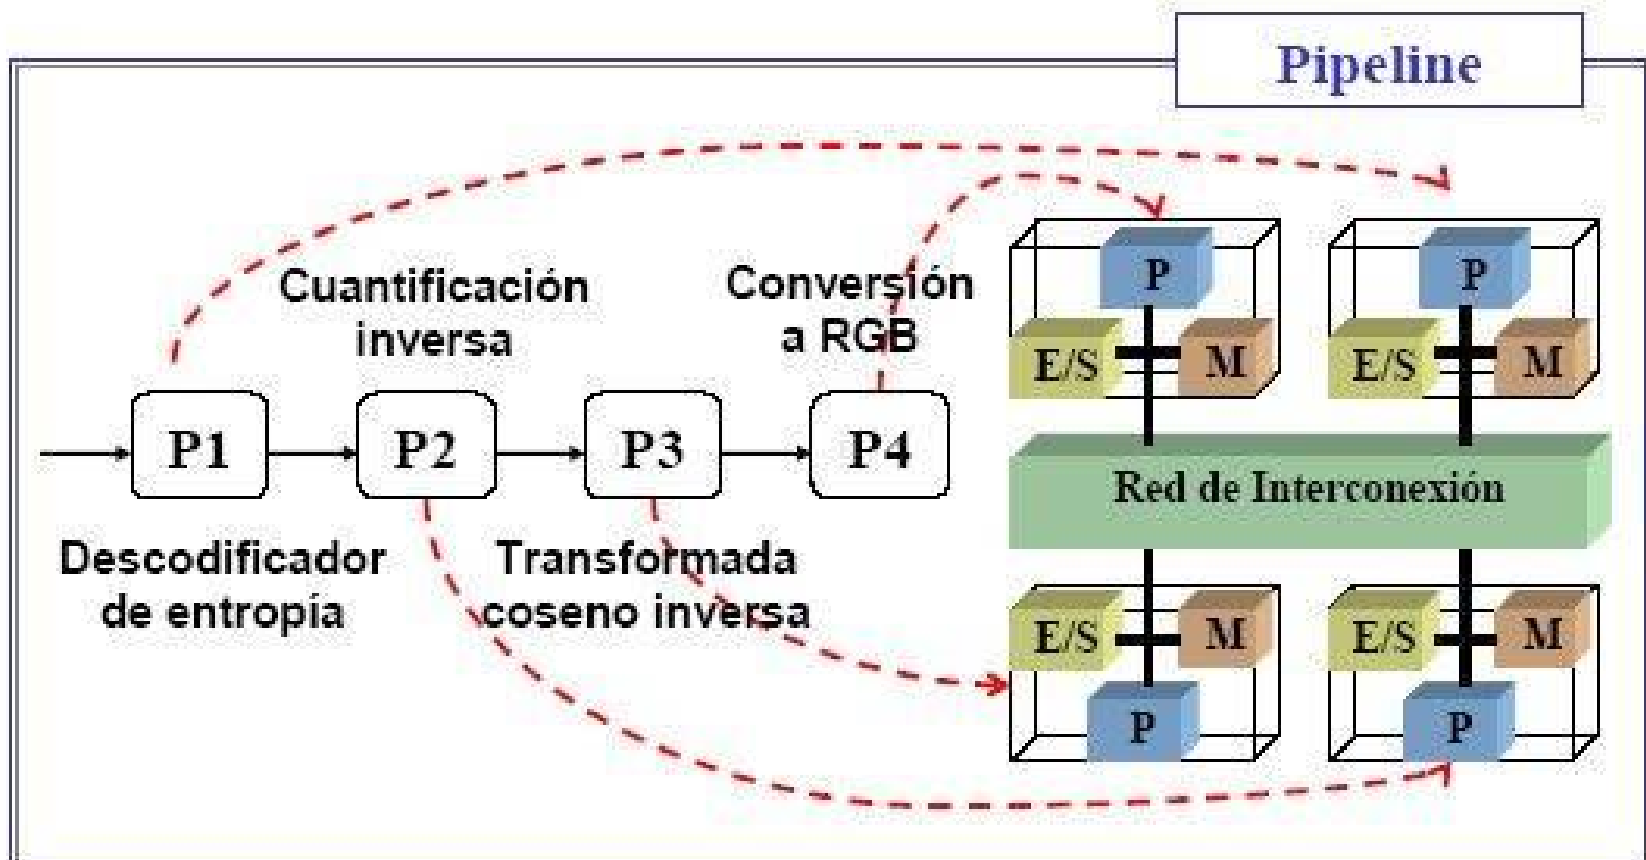 Pipeline
Cuantificación
inversa
Conversión
a RGB
P1
P2
P3
P4
Descodificador
de entropía
Transformada
coseno inversa
P
E/S
M
P
E/S
M
Red de Interconexión
E/S
M
P
E/S
M
P